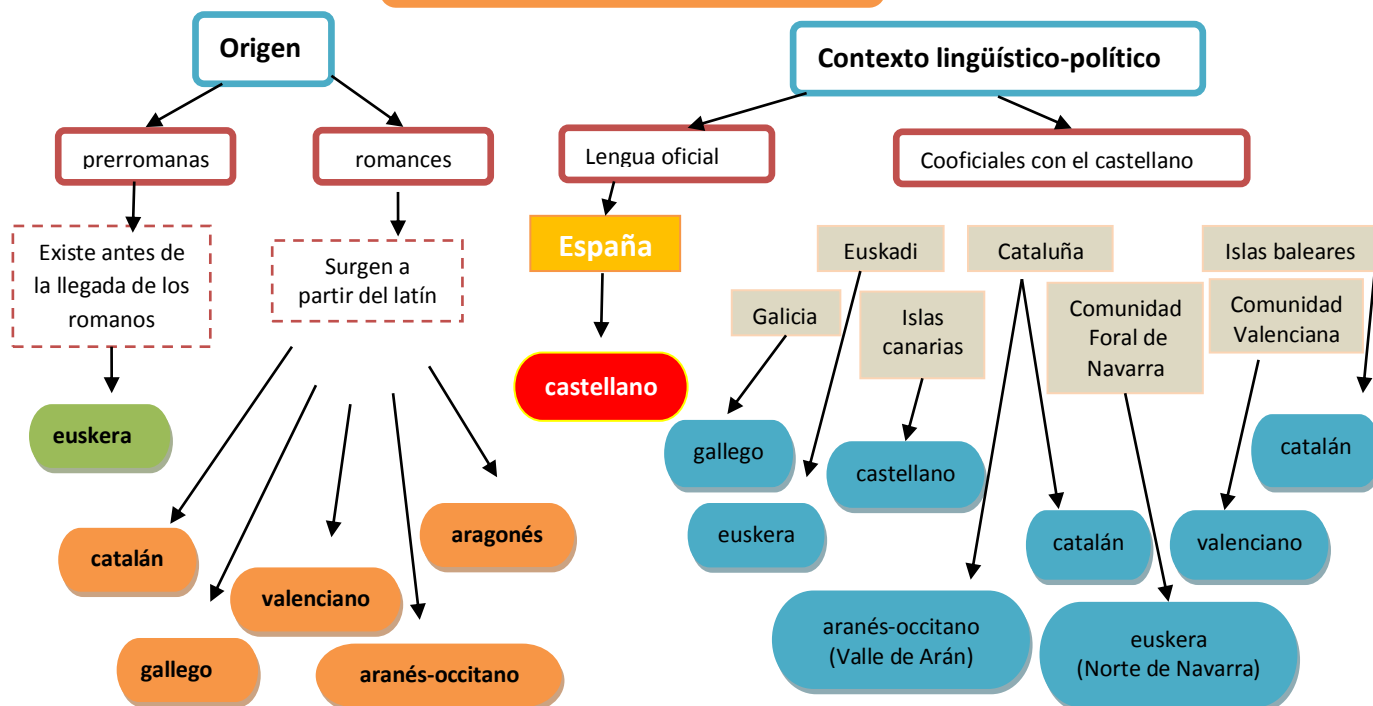 Origen
Contexto lingüístico-político
prerromanas
romances
Lengua oficial
Cooficiales con el castellano
Existe antes de
la llegada de los
romanos
Surgen a
partir del latín
España
Euskadi
Cataluña
Islas baleares
Galicia
Islas
canarias
Comunidad
Foral de
Navarra
Comunidad
Valenciana
castellano
euskera
gallego
castellano
catalán
euskera
aragonés
catalán
catalán
valenciano
valenciano
gallego
aranés-occitano
aranés-occitano
(Valle de Arán)
euskera
(Norte de Navarra)